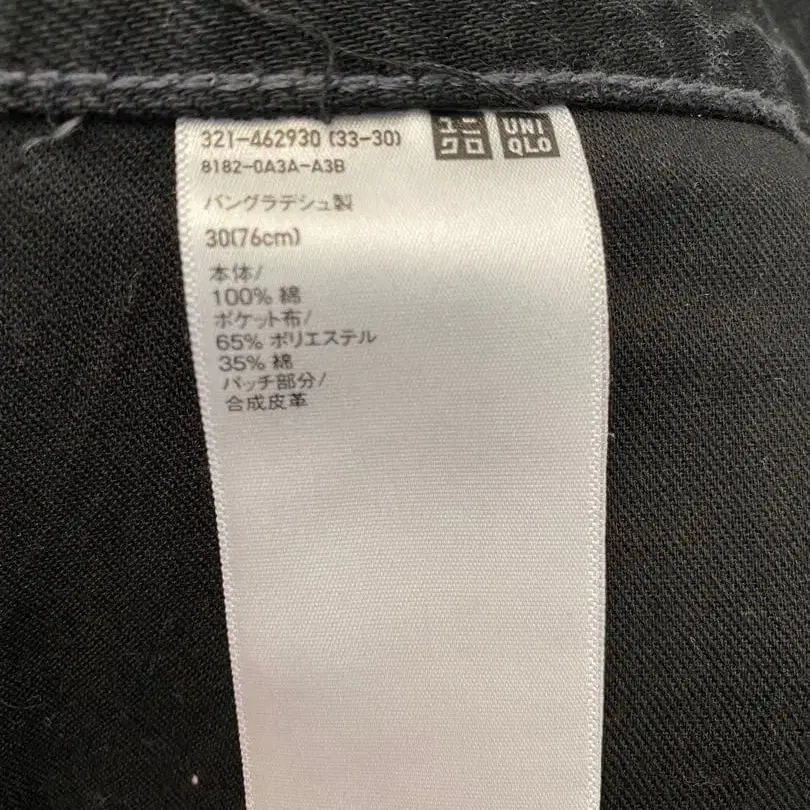 321-462930 (33-30)
8182-0A3A-A3B
ユニ
クロ
UNI
QLO
バングラデシュ製
30(76cm)
本体/
100% 綿
ポケット布/
65% ポリエステル
35% 綿
パッチ部分/
合成皮革